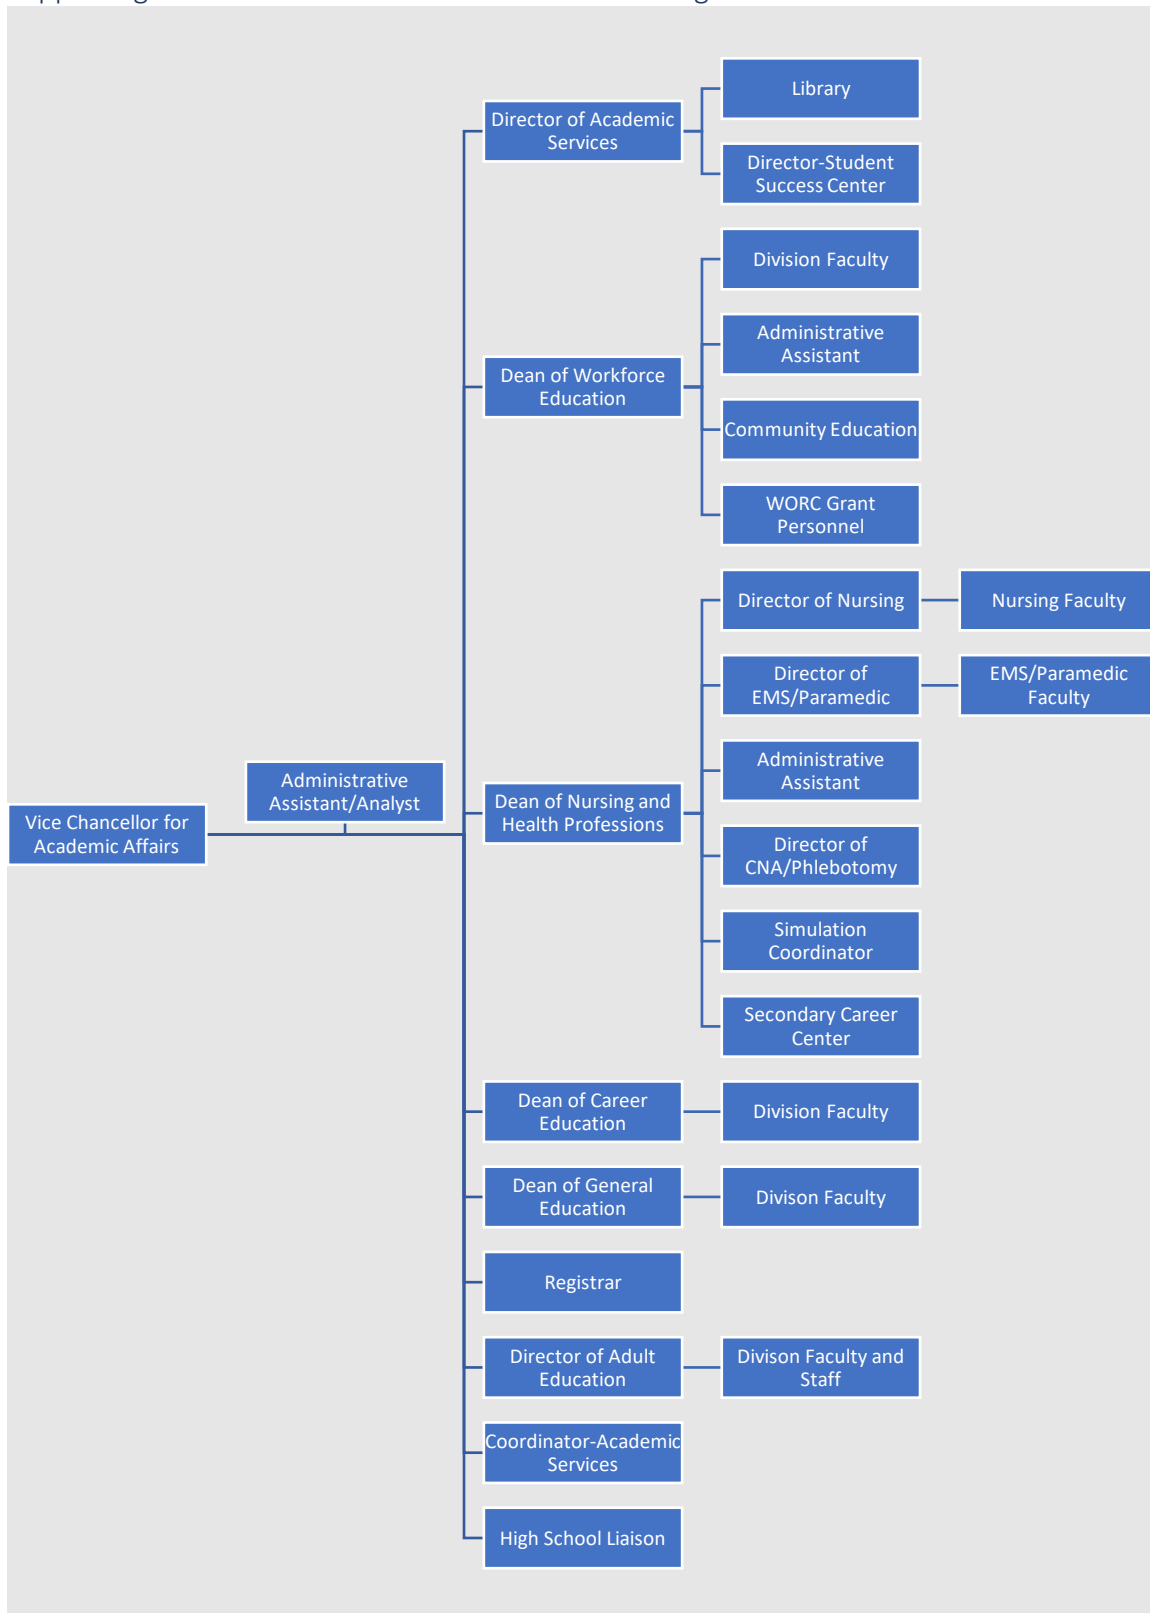 Library
Director of Academic
Services
Director-Student
Success Center
Division Faculty
Administrative
Assistant
Dean of Workforce
Education
Community Education
WORC Grant
Personnel
Director of Nursing
Nursing Faculty
Director of
EMS/Paramedic
EMS/Paramedic
Faculty
Administrative
Assistant
Administrative
Assistant/Analyst
Dean of Nursing and
Health Professions
Vice Chancellor for
Academic Affairs
Director of
CNA/Phlebotomy
Simulation
Coordinator
Secondary Career
Center
Dean of Career
Education
Division Faculty
Dean of General
Education
Divison Faculty
Registrar
Director of Adult
Education
Divison Faculty and
Staff
Coordinator-Academic
Services
High School Liaison